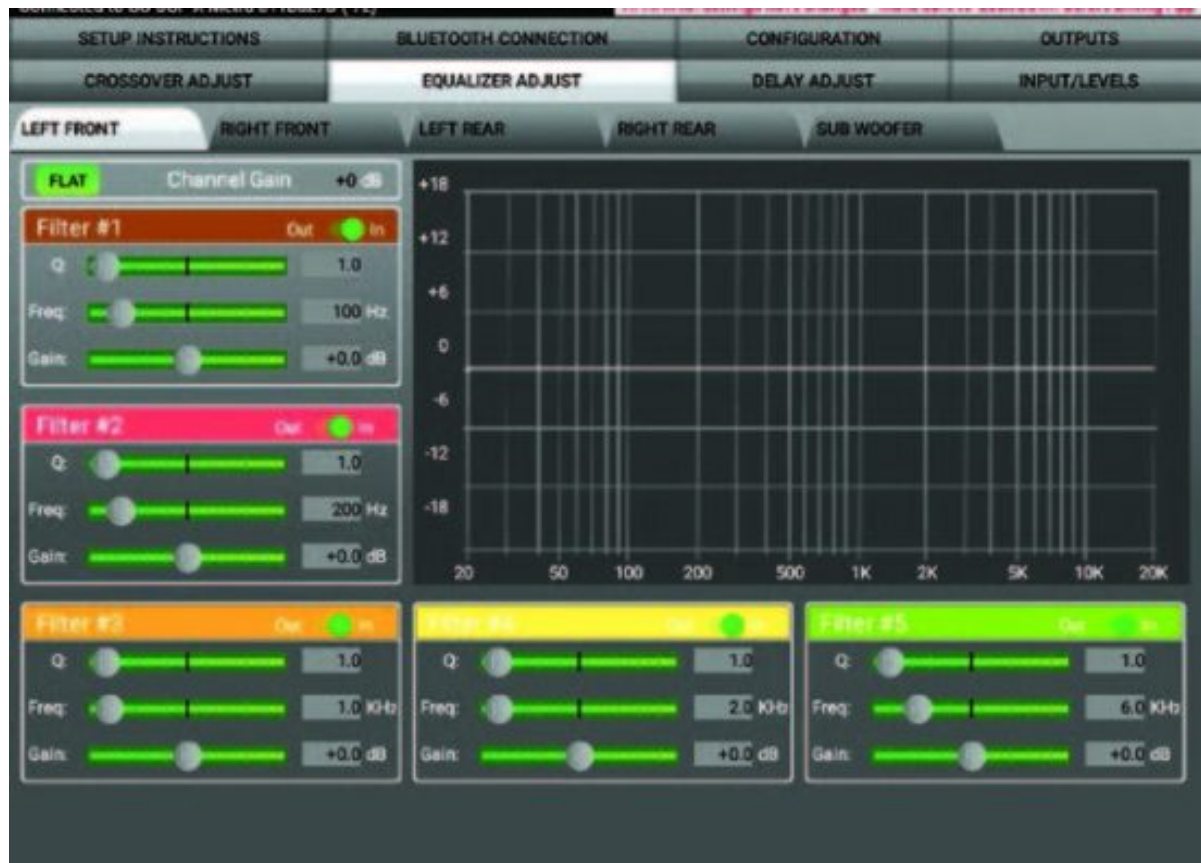 SETUP INSTRUCTIONS BLUETOOTH CONNECTION CONFIGURATION OUTPUTS
CROSSOVER ADJUST EQUALIZER ADJUST DELAY ADJUST INPUT/LEVELS
LEFT FRONT RIGHT FRONT LEFT REAR RIGHT REAR SUB WOOFER
FLAT Channel Gain +0 dB
Filter #1 Out In
Q: 1.0
Freq: 100 Hz
Gain: +0.0 dB
Filter #2 Out In
Q: 1.0
Freq: 200 Hz
Gain: +0.0 dB
+18
+12
+6
0
-6
-12
-18
20 50 100 200 500 1K 2K 5K 10K 20K
Filter #3 Out In
Q: 1.0
Freq: 1.0 KHz
Gain: +0.0 dB
Filter #4 Out In
Q: 1.0
Freq: 2.0 KHz
Gain: +0.0 dB
Filter #5 Out In
Q: 1.0
Freq: 6.0 KHz
Gain: +0.0 dB